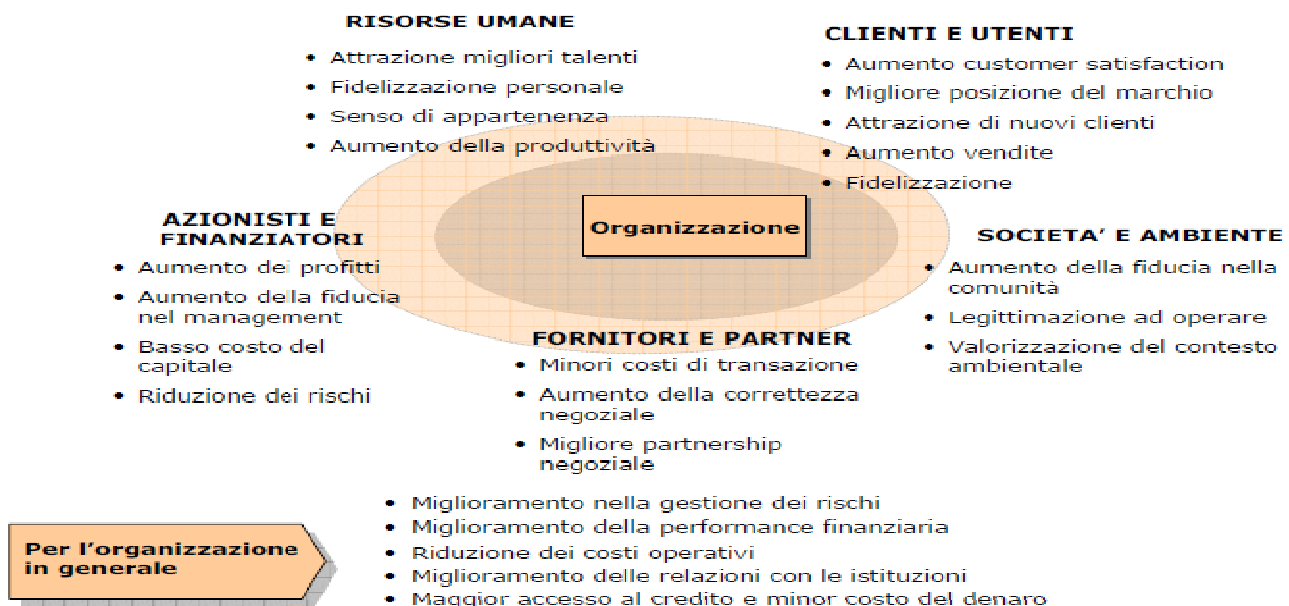 RISORSE UMANE
• Attrazione migliori talenti
• Fidelizzazione personale
• Senso di appartenenza
• Aumento della produttività
CLIENTI E UTENTI
• Aumento customer satisfaction
• Migliore posizione del marchio
• Attrazione di nuovi clienti
• Aumento vendite
• Fidelizzazione
AZIONISTI E
FINANZIATORI
• Aumento dei profitti
• Aumento della fiducia
nel management
• Basso costo del
capitale
• Riduzione dei rischi
Organizzazione
SOCIETA’ E AMBIENTE
• Aumento della fiducia nella
comunità
• Legittimazione ad operare
• Valorizzazione del contesto
ambientale
FORNITORI E PARTNER
• Minori costi di transazione
• Aumento della correttezza
negoziale
• Migliore partnership
negoziale
Per l’organizzazione
in generale
• Miglioramento nella gestione dei rischi
• Miglioramento della performance finanziaria
• Riduzione dei costi operativi
• Miglioramento delle relazioni con le istituzioni
• Maggior accesso al credito e minor costo del denaro